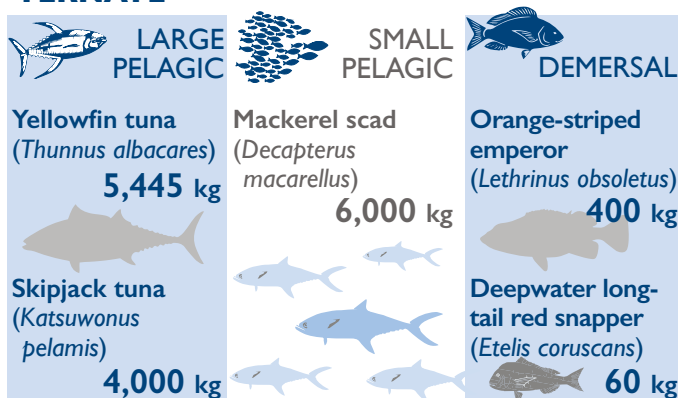 LARGE
PELAGIC
Yellowfin tuna
(Thunnus albacares)
5,445 kg
Skipjack tuna
(Katsuwonus
pelamis)
4,000 kg
SMALL
PELAGIC
Mackerel scad
(Decapterus
macarellus)
6,000 kg
DEMERSAL
Orange-striped
emperor
(Lethrinus obsoletus)
400 kg
Deepwater long-
tail red snapper
(Etelis coruscans)
60 kg